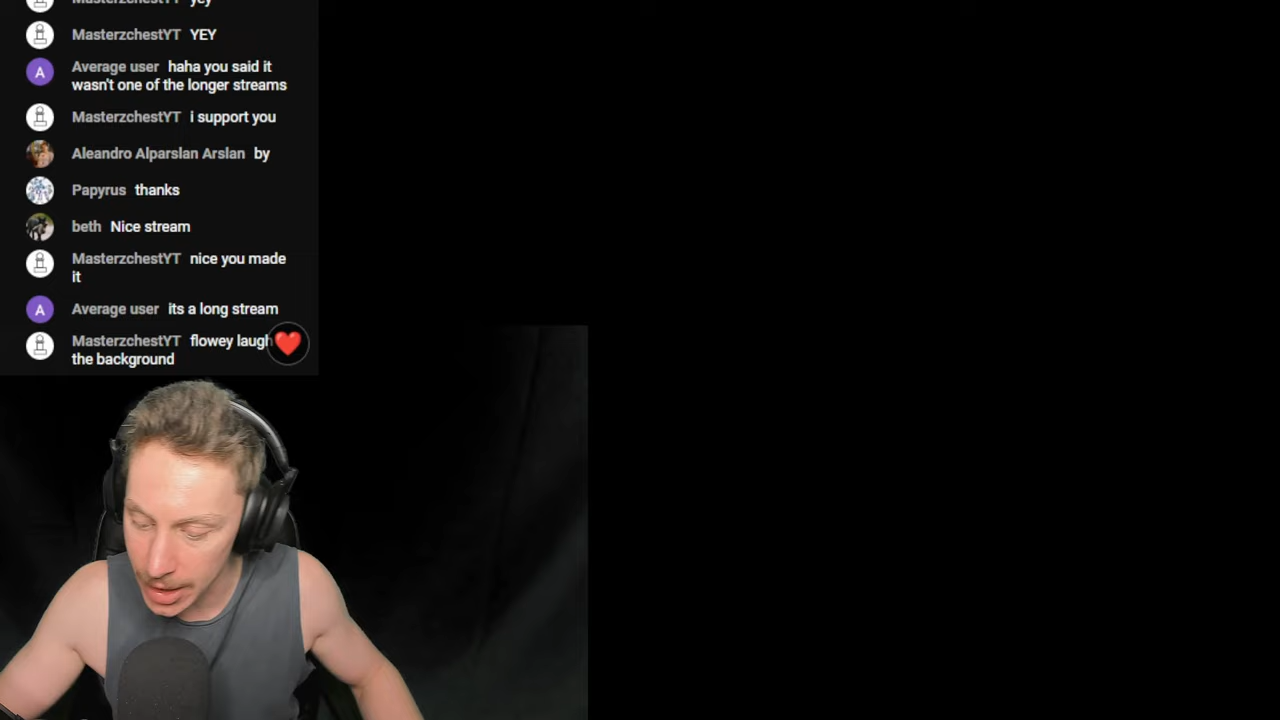 MasterzchestYT yey
MasterzchestYT YEY
A Average user haha you said it
wasn't one of the longer streams
MasterzchestYT i support you
Aleandro Alparslan Arslan by
Papyrus thanks
beth Nice stream
MasterzchestYT nice you made
it
A Average user its a long stream
MasterzchestYT flowey laugh
the background